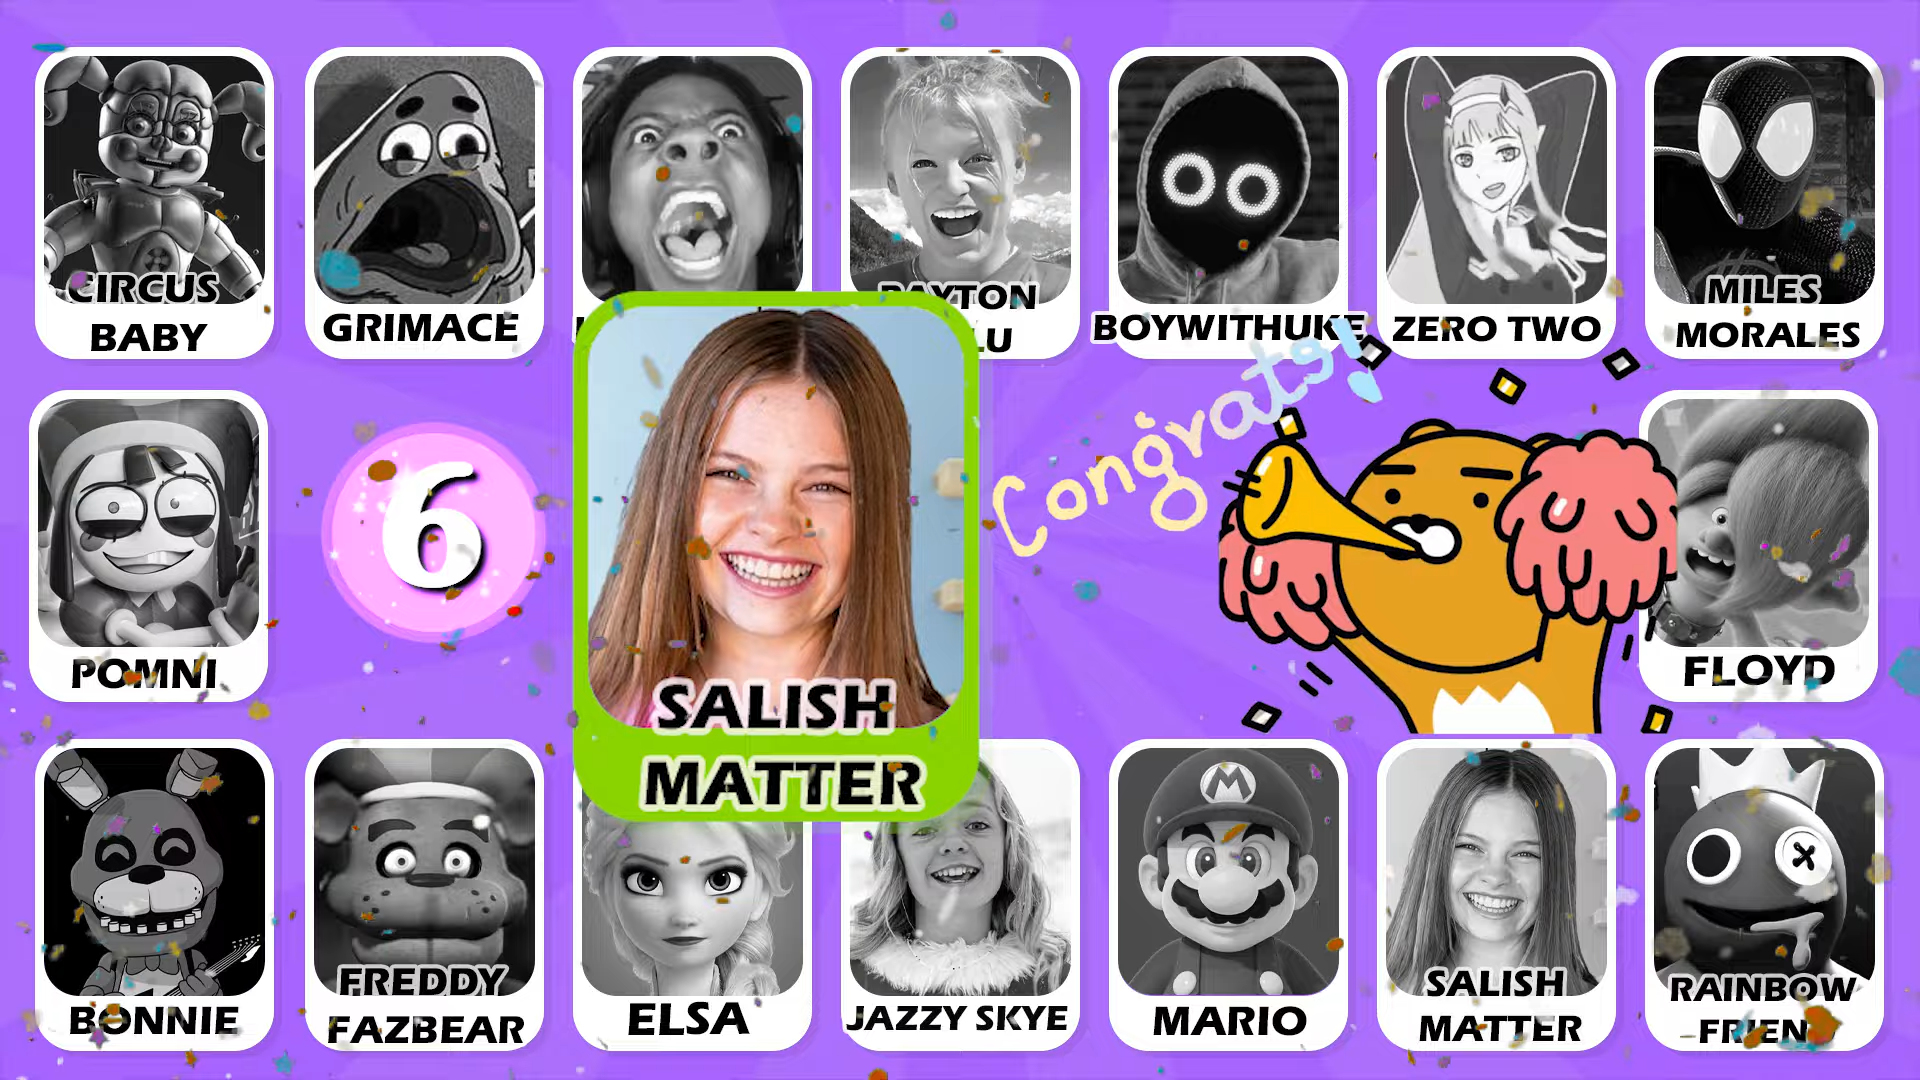 CIRCUS
BABY
GRIMACE
BOYWITHUKE
ZERO TWO
MILES
MORALES
Congrats!
POMNI
6
SALISH
MATTER
FLOYD
BONNIE
FREDDY
FAZBEAR
ELSA
JAZZY SKYE
M
MARIO
SALISH
MATTER
RAINBOW
FRIEN